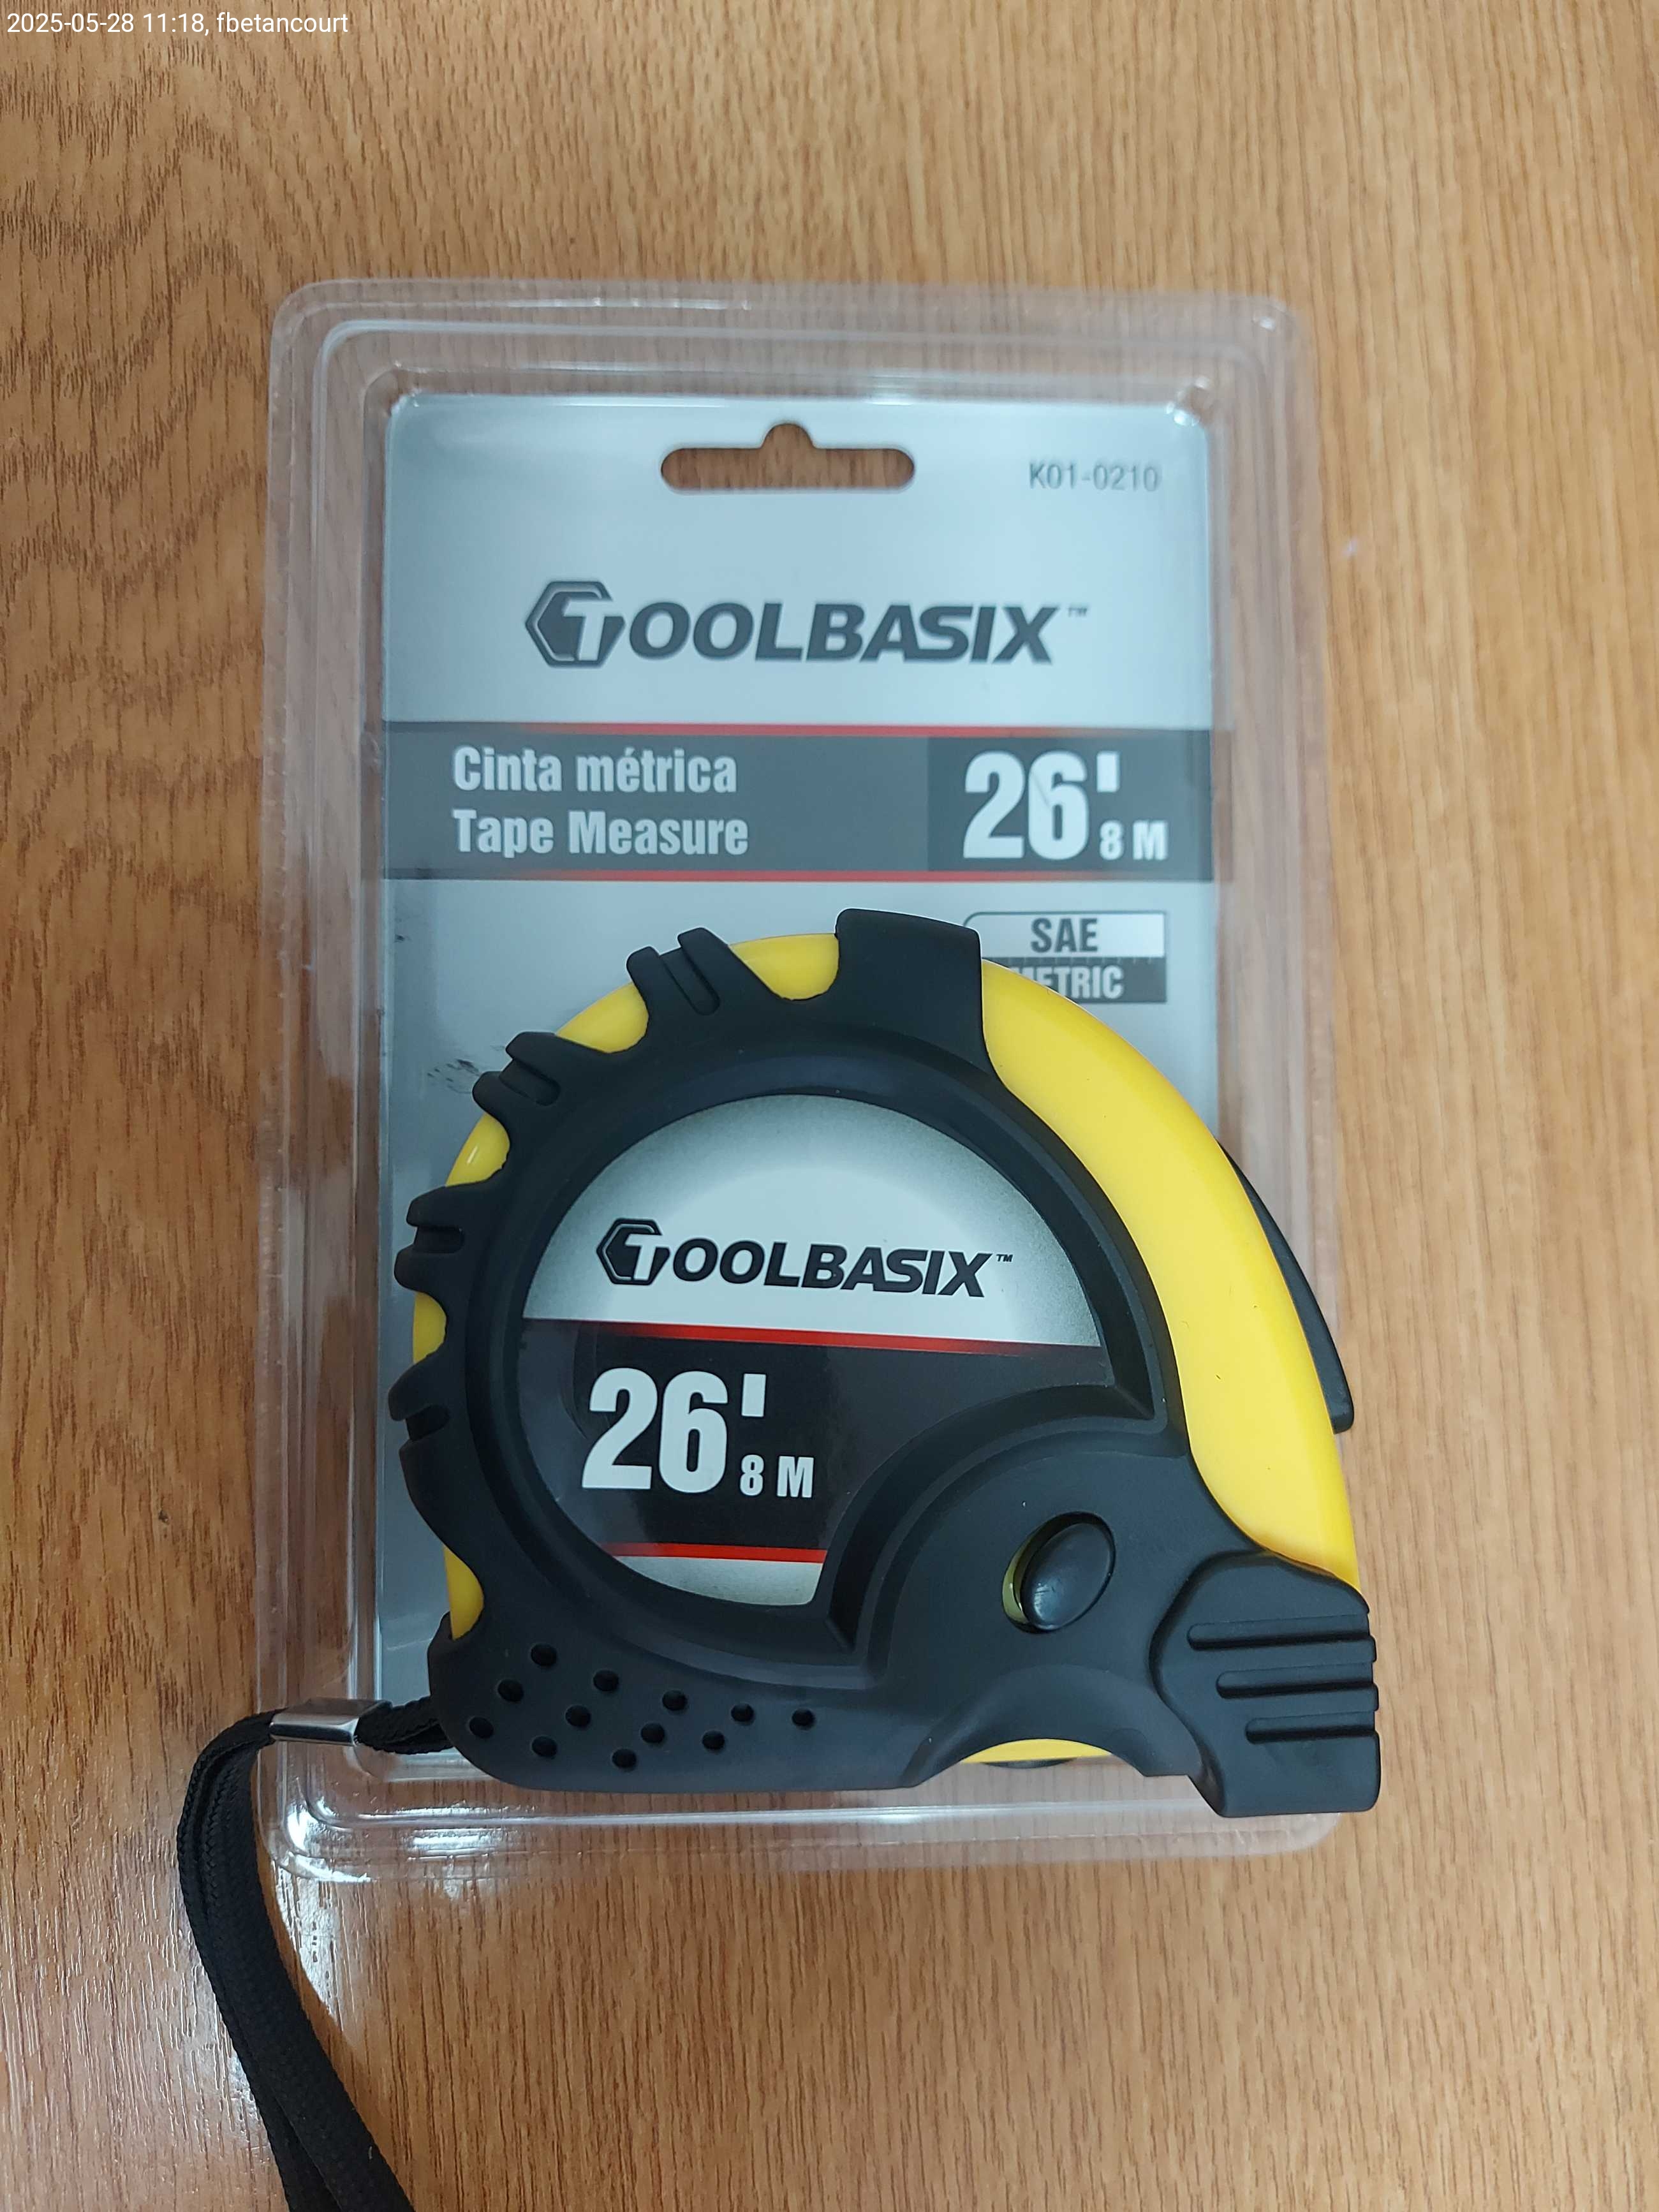 2025-05-28 11:18, fbetancourt
K01-0210
TOOLBASIX™
Cinta métrica
Tape Measure
26' 8 M
SAE
METRIC
TOOLBASIX™
26' 8 M